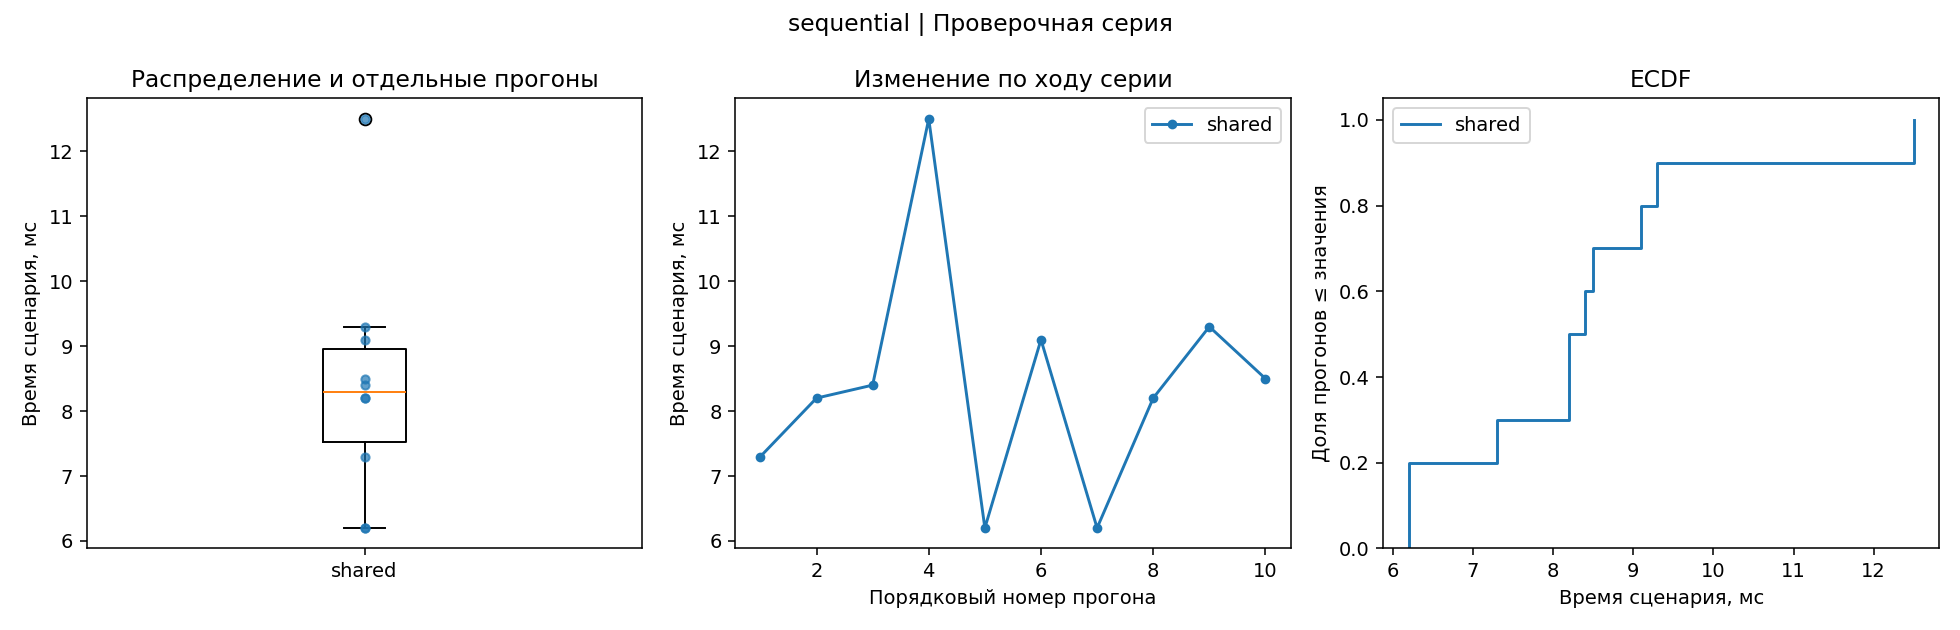 sequential | Проверочная серия
Распределение и отдельные прогоны
Время сценария, мс
12
11
10
9
8
7
6
shared
Изменение по ходу серии
shared
Время сценария, мс
12
11
10
9
8
7
6
2 4 6 8 10
Порядковый номер прогона
ECDF
shared
Доля прогонов ≤ значения
1.0
0.8
0.6
0.4
0.2
0.0
6 7 8 9 10 11 12
Время сценария, мс